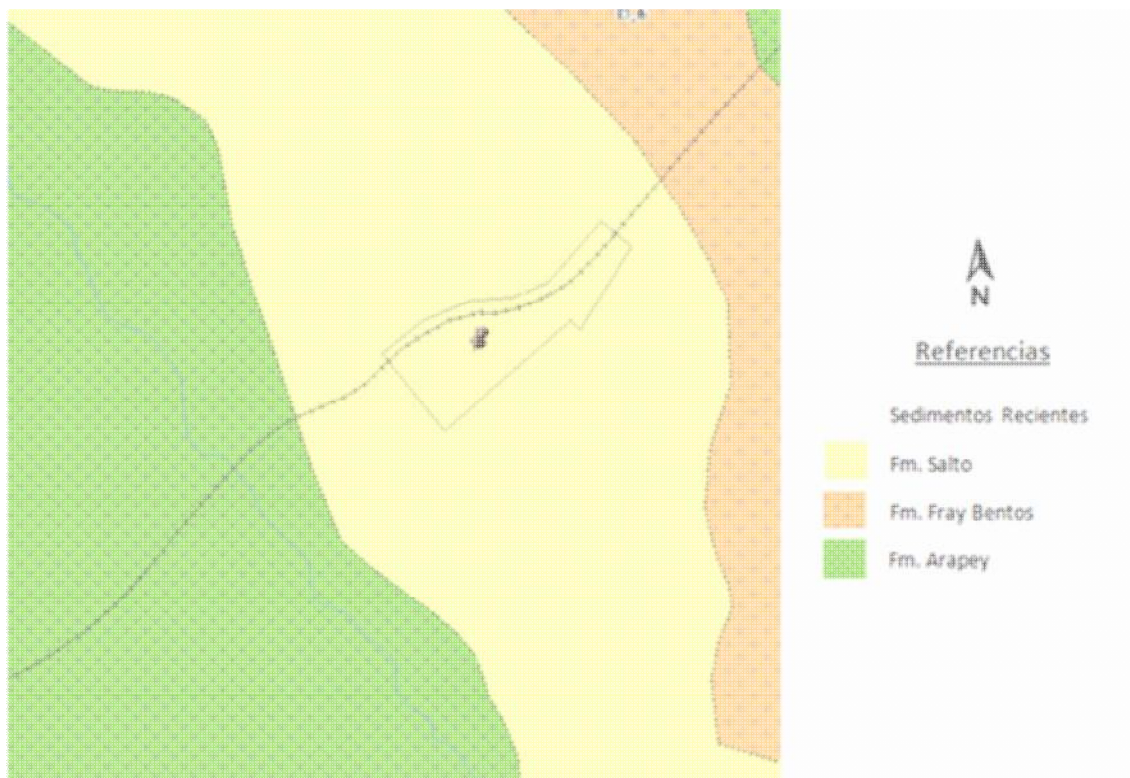 N
Referencias
Sedimentos Recientes
Fm. Salto
Fm. Fray Bentos
Fm. Arapey